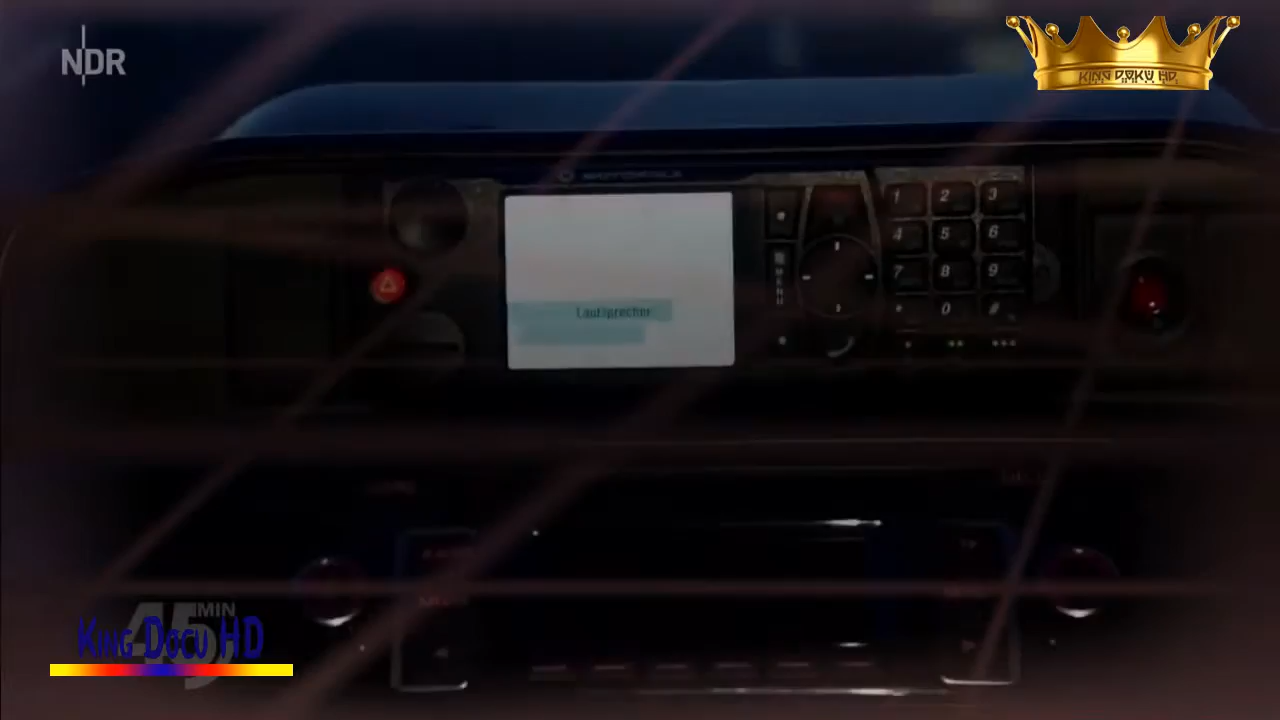 NDR
KING DOKU HD
MOTOROLA
Lautsprecher
MENU
1 2 3
4 5 6
7 8 9
* 0 #
45 MIN
King Docu HD